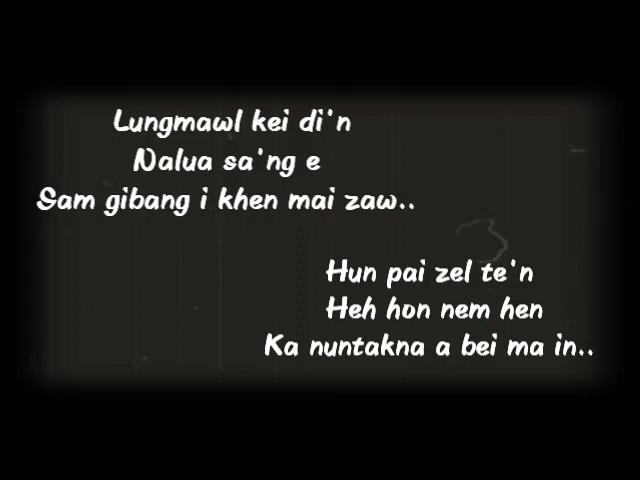 Lungmawl kei di'n
Nalua sa'ng e
Sam gibang i khen mai zaw..
Hun pai zel te'n
Heh hon nem hen
Ka nuntakna a bei ma in..